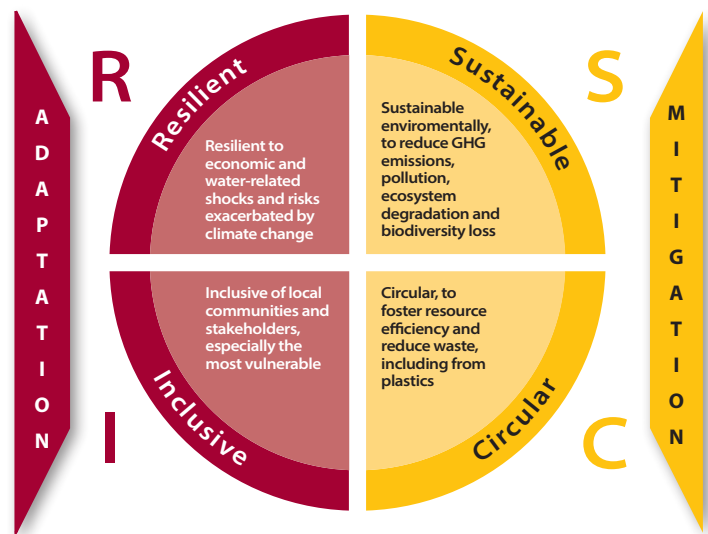 ADAPTATION
R
Resilient
Resilient to
economic and
water-related
shocks and risks
exacerbated by
climate change
S
Sustainable
Sustainable
enviromentally,
to reduce GHG
emissions,
pollution,
ecosystem
degradation and
biodiversity loss
MITIGATION
I
Inclusive
Inclusive of local
communities and
stakeholders,
especially the
most vulnerable
C
Circular
Circular, to
foster resource
efficiency and
reduce waste,
including from
plastics